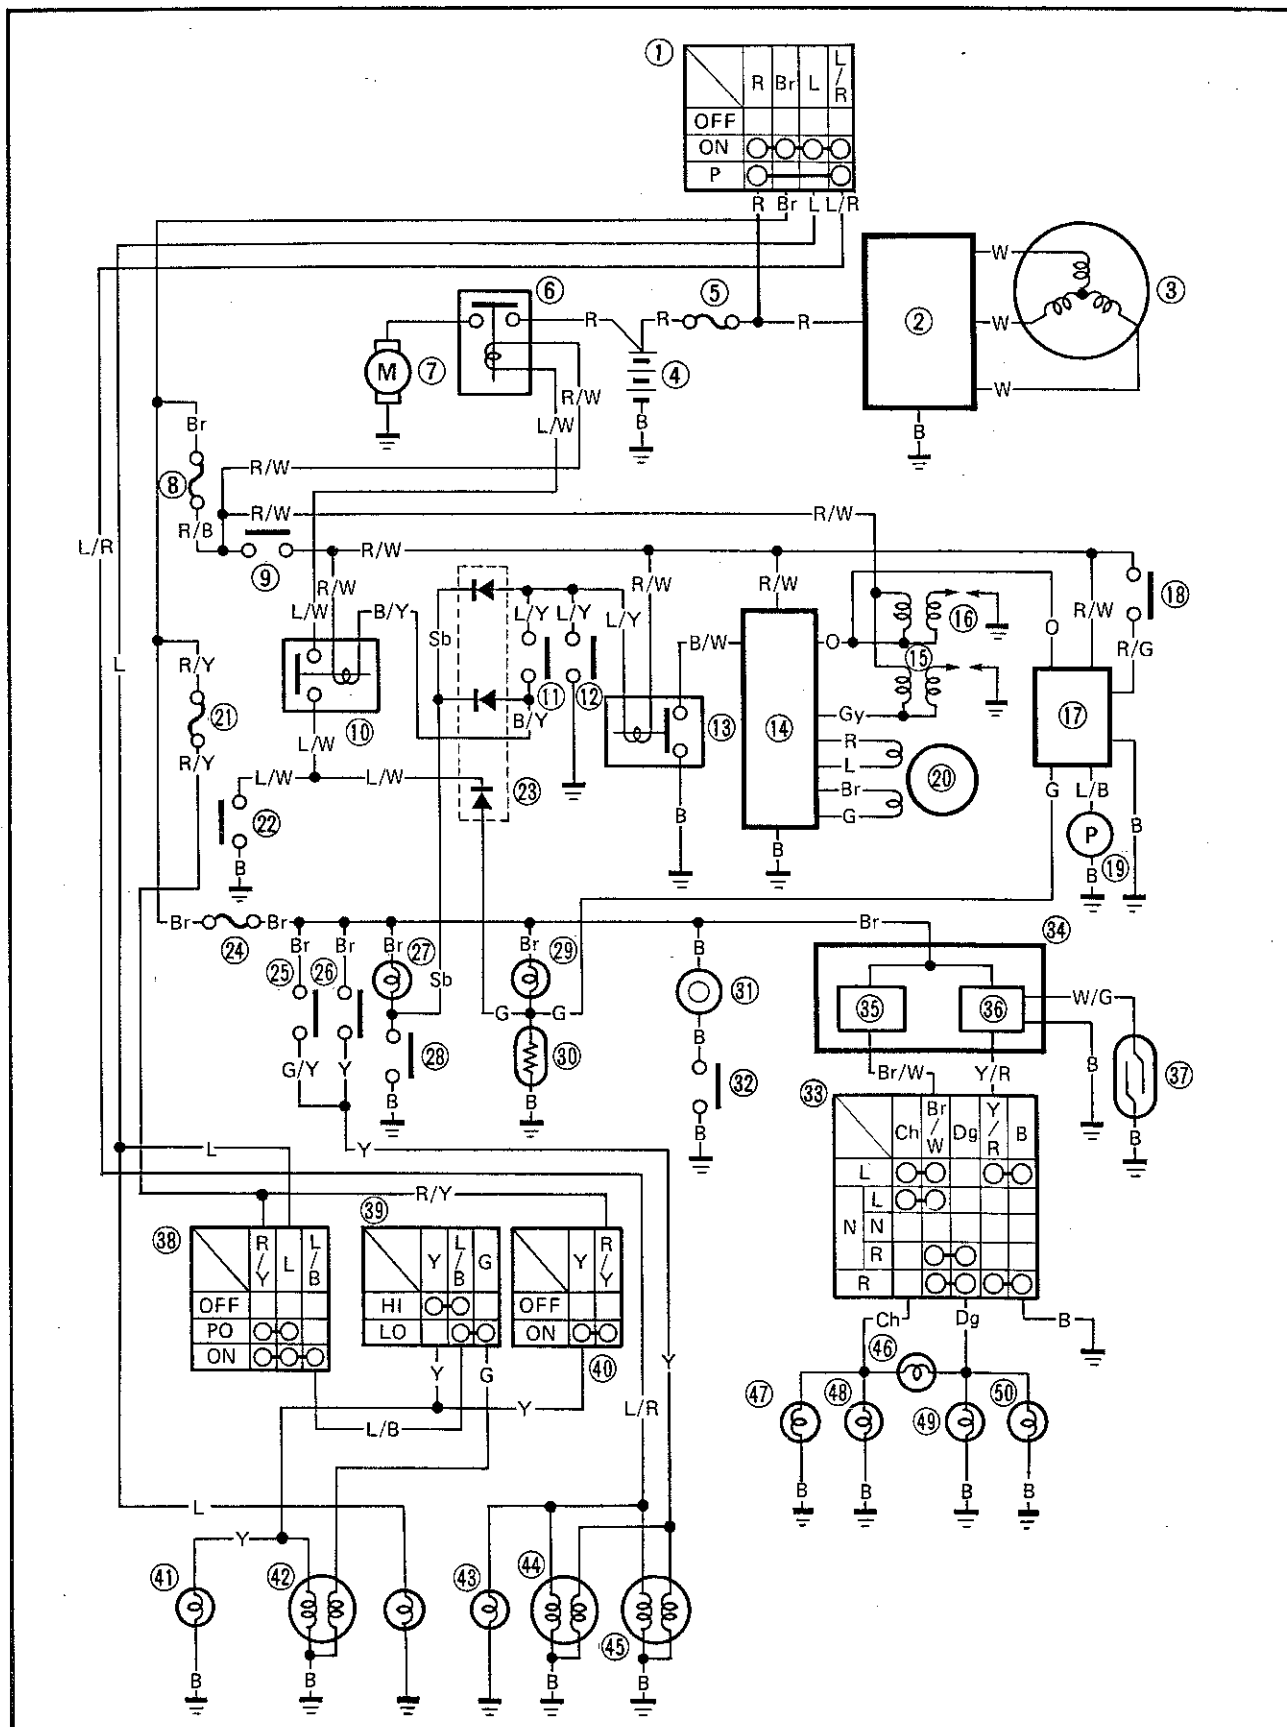 ①
R Br L L/R
OFF
ON
P
R Br L L/R
⑥
⑤
W
③
②
R
R
R
W
M
⑦
④
W
R/W
L/W
B
B
Br
⑧
R/W
R/B
R/W
R/W
L/R
R/W
⑨
R/W
R/W
R/W
⑱
L/W
B/Y
Sb
L/Y
L/Y
L/Y
R/W
O
R/W
⑯
B/W
O
R/G
L
R/Y
⑮
㉑
⑩
⑪
⑫
⑬
⑭
Gy
⑰
B/Y
R/Y
L/W
R
L
⑳
L/W
L/W
㉓
Br
G
G
L/B
㉒
B
B
P
B
B
B
⑲
Br
㉔
Br
Br
㉞
Br
Br
Br
㉗
Br
㉙
B
㉕
㉖
Sb
㉛
㉟
㊱
W/G
G
G
B
G/Y
Y
㉘
㉚
㉜
Br/W
Y/R
B
㊲
B
B
B
㉝
Ch Br/W Dg Y/R B
B
L
Y
L
R/Y
N
L
N
R
R
㊳
R/Y L L/B
OFF
PO
ON
㊴
Y L/B G
HI
LO
Y R/Y
OFF
ON
㊵
Ch
Dg
B
Y
G
Y
㊻
L/B
Y
L/R
㊼
㊽
㊾
㊿
B
B
B
B
L
Y
㊶
㊷
㊸
㊹
㊺
B
B
B
B